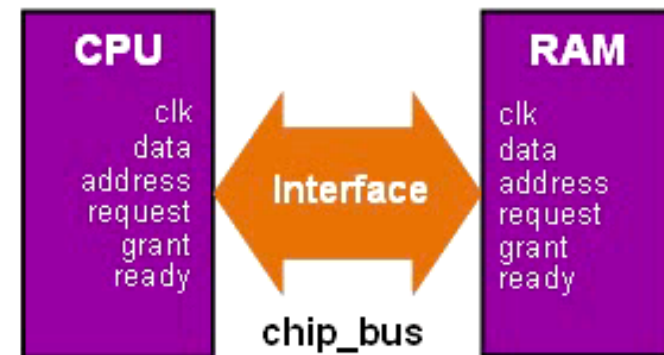 CPU
clk
data
address
request
grant
ready
Interface
chip_bus
RAM
clk
data
address
request
grant
ready